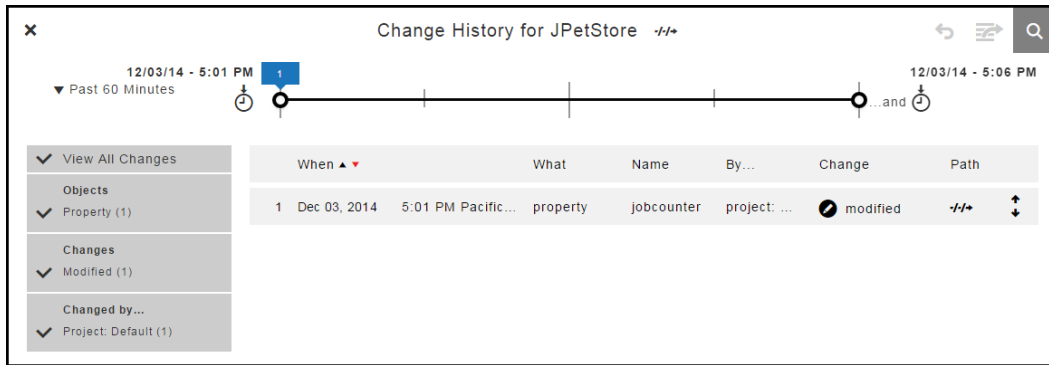 Change History for JPetStore
12/03/14 - 5:01 PM
Past 60 Minutes
1
12/03/14 - 5:06 PM
...and
View All Changes
Objects
Property (1)
Changes
Modified (1)
Changed by...
Project: Default (1)
When What Name By... Change Path
1 Dec 03, 2014 5:01 PM Pacific... property jobcounter project: ... modified